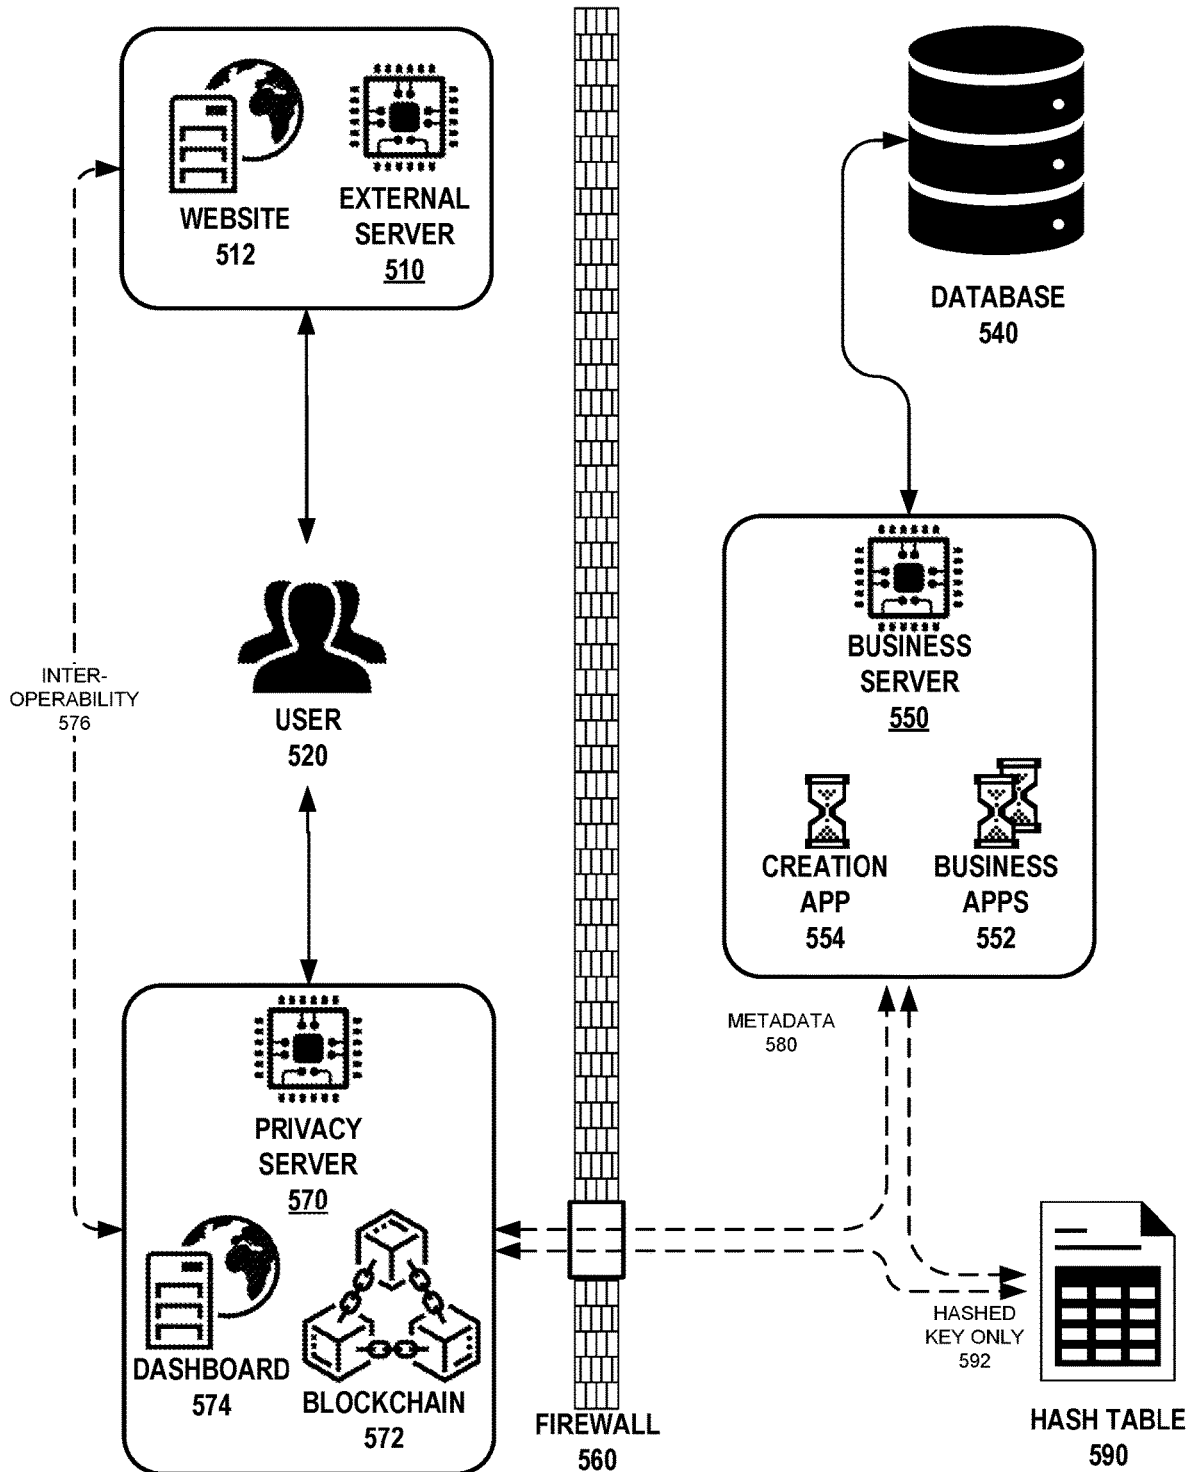 WEBSITE
512
EXTERNAL
SERVER
510
DATABASE
540
INTER-
OPERABILITY
576
USER
520
BUSINESS
SERVER
550
CREATION
APP
554
BUSINESS
APPS
552
METADATA
580
PRIVACY
SERVER
570
DASHBOARD
574
BLOCKCHAIN
572
FIREWALL
560
HASHED
KEY ONLY
592
HASH TABLE
590